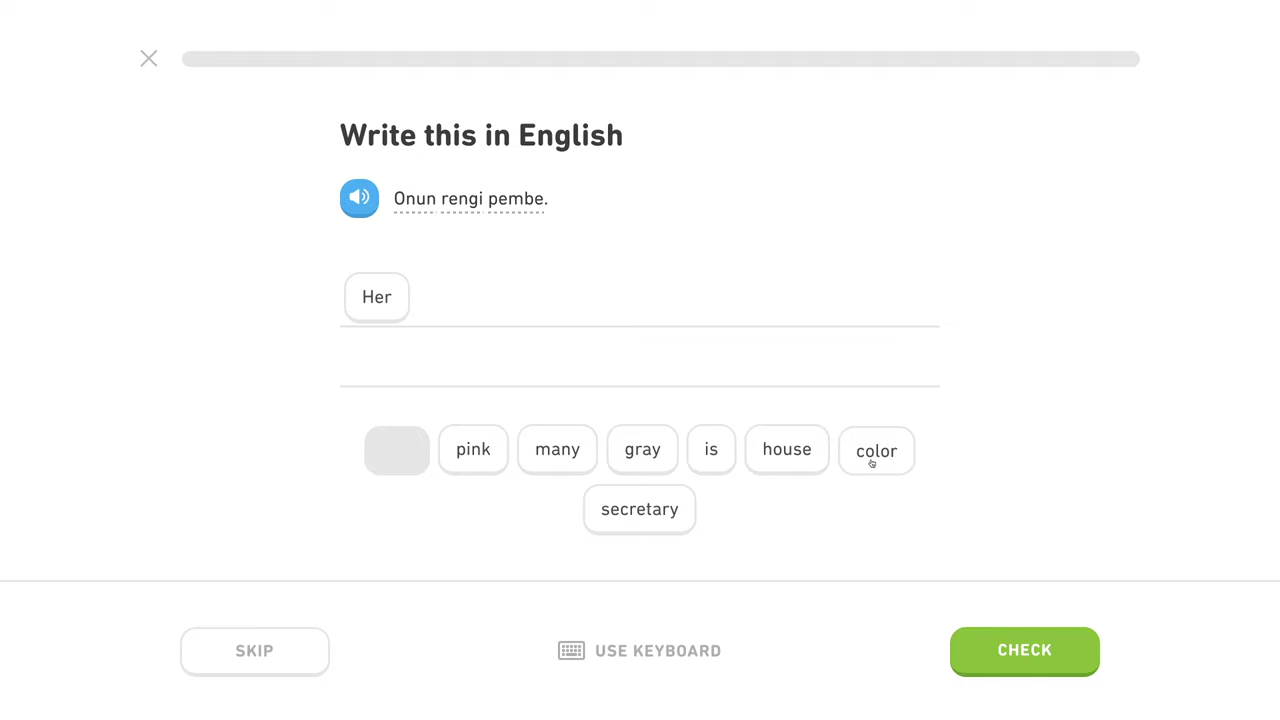 Write this in English
Onun rengi pembe.
Her
pink many gray is house color
secretary
SKIP USE KEYBOARD CHECK